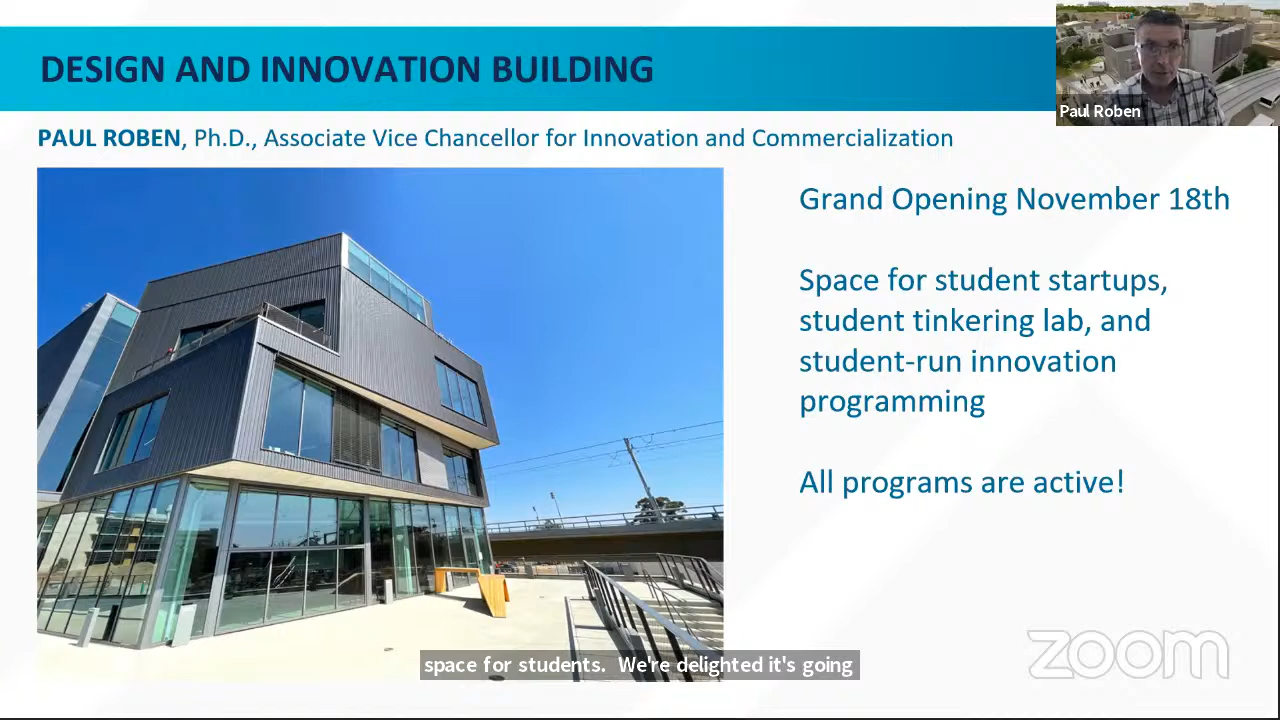 DESIGN AND INNOVATION BUILDING
Paul Roben
PAUL ROBEN, Ph.D., Associate Vice Chancellor for Innovation and Commercialization
Grand Opening November 18th
Space for student startups,
student tinkering lab, and
student-run innovation
programming
All programs are active!
zoom
space for students.  We're delighted it's going